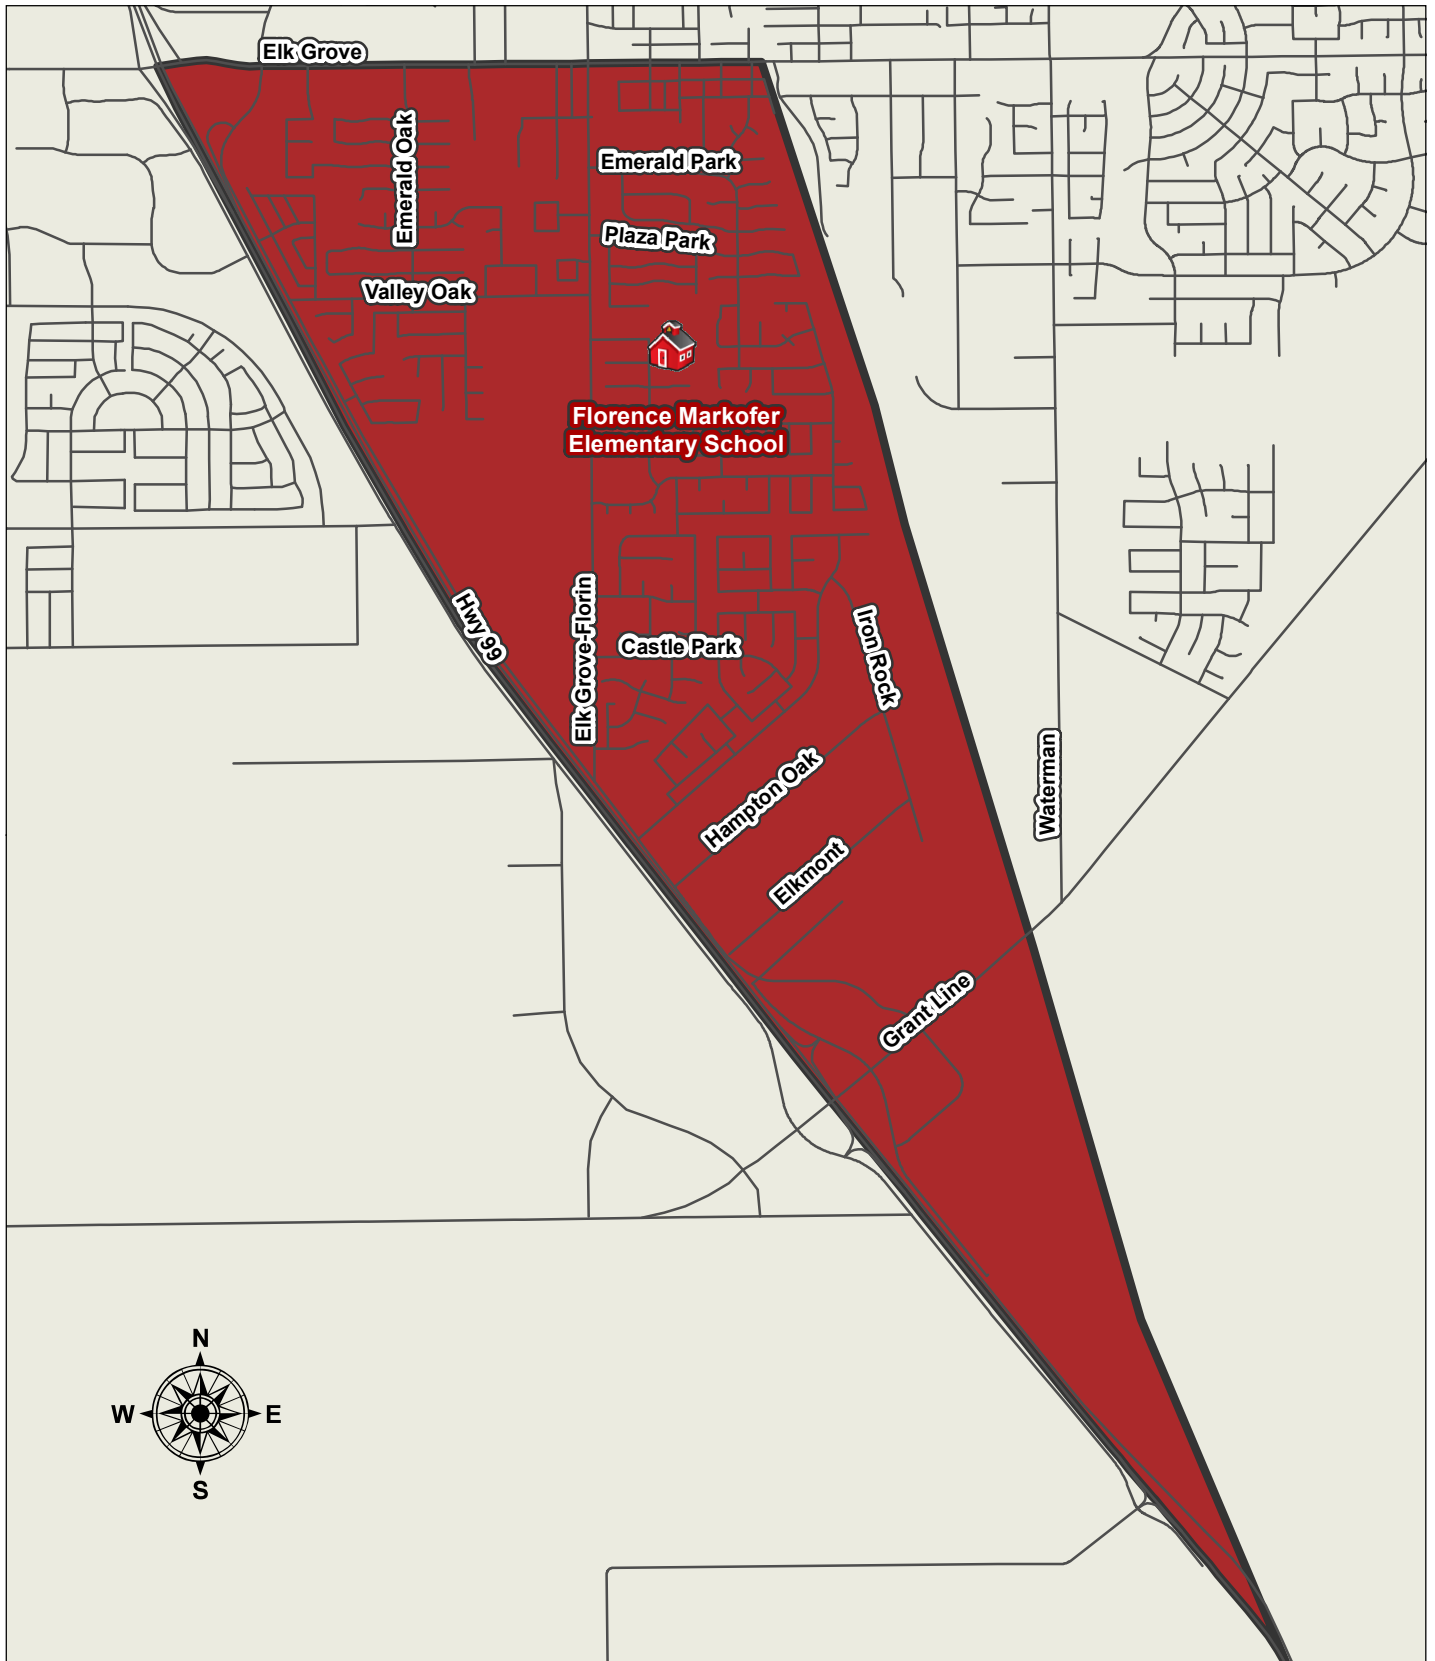 Elk Grove
Emerald Oak
Emerald Park
Plaza Park
Valley Oak
Florence Markofer
Elementary School
Hwy 99
Elk Grove-Florin
Castle Park
Iron Rock
Hampton Oak
Waterman
Elkmont
Grant Line
N
W
E
S